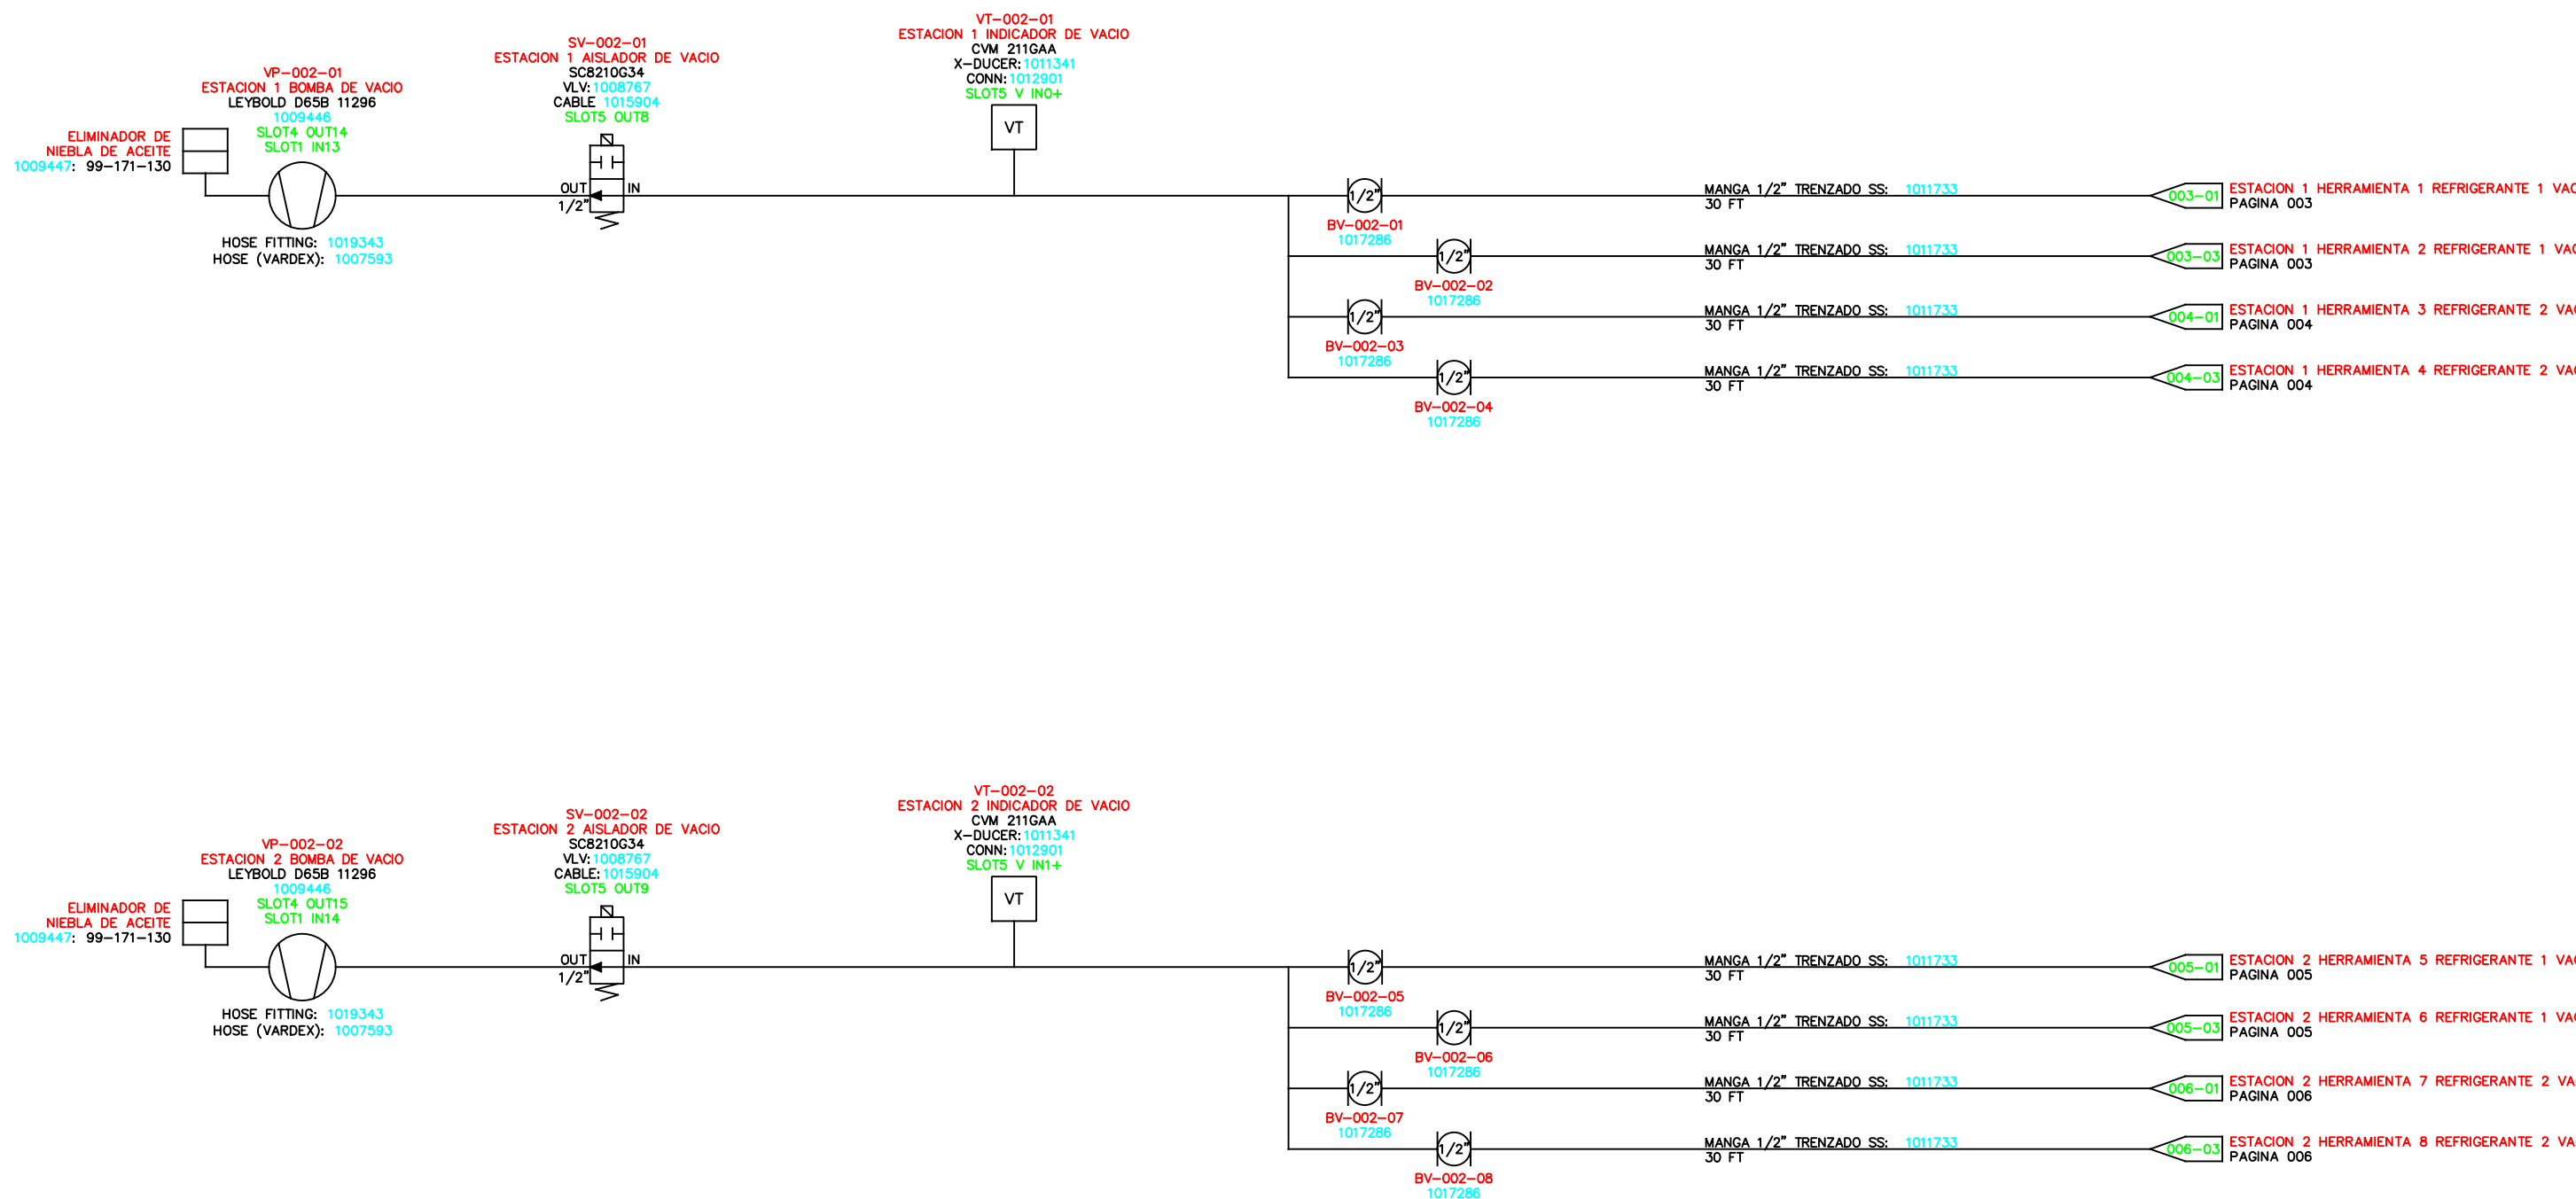 VT-002-01
ESTACION 1 INDICADOR DE VACIO
CVM 211GAA
X-DUCER: 1011341
CONN: 1012901
SLOT5 V IN0+
VT
SV-002-01
ESTACION 1 AISLADOR DE VACIO
SC8210G34
VLV: 1008767
CABLE 1015904
SLOT5 OUT8
OUT
IN
1/2"
VP-002-01
ESTACION 1 BOMBA DE VACIO
LEYBOLD D65B 11296
1009446
SLOT4 OUT14
SLOT1 IN13
ELIMINADOR DE
NIEBLA DE ACEITE
1009447: 99-171-130
HOSE FITTING: 1019343
HOSE (VARDEX): 1007593
1/2"
BV-002-01
1017286
MANGA 1/2" TRENZADO SS: 1011733
30 FT
003-01
ESTACION 1 HERRAMIENTA 1 REFRIGERANTE 1
PAGINA 003
1/2"
BV-002-02
1017286
MANGA 1/2" TRENZADO SS: 1011733
30 FT
003-03
ESTACION 1 HERRAMIENTA 2 REFRIGERANTE 1
PAGINA 003
1/2"
BV-002-03
1017286
MANGA 1/2" TRENZADO SS: 1011733
30 FT
004-01
ESTACION 1 HERRAMIENTA 3 REFRIGERANTE 2
PAGINA 004
1/2"
BV-002-04
1017286
MANGA 1/2" TRENZADO SS: 1011733
30 FT
004-03
ESTACION 1 HERRAMIENTA 4 REFRIGERANTE 2
PAGINA 004
VT-002-02
ESTACION 2 INDICADOR DE VACIO
CVM 211GAA
X-DUCER: 1011341
CONN: 1012901
SLOT5 V IN1+
VT
SV-002-02
ESTACION 2 AISLADOR DE VACIO
SC8210G34
VLV: 1008767
CABLE: 1015904
SLOT5 OUT9
OUT
IN
1/2"
VP-002-02
ESTACION 2 BOMBA DE VACIO
LEYBOLD D65B 11296
1009446
SLOT4 OUT15
SLOT1 IN14
ELIMINADOR DE
NIEBLA DE ACEITE
1009447: 99-171-130
HOSE FITTING: 1019343
HOSE (VARDEX): 1007593
1/2"
BV-002-05
1017286
MANGA 1/2" TRENZADO SS: 1011733
30 FT
005-01
ESTACION 2 HERRAMIENTA 5 REFRIGERANTE 1
PAGINA 005
1/2"
BV-002-06
1017286
MANGA 1/2" TRENZADO SS: 1011733
30 FT
005-03
ESTACION 2 HERRAMIENTA 6 REFRIGERANTE 1
PAGINA 005
1/2"
BV-002-07
1017286
MANGA 1/2" TRENZADO SS: 1011733
30 FT
006-01
ESTACION 2 HERRAMIENTA 7 REFRIGERANTE 2
PAGINA 006
1/2"
BV-002-08
1017286
MANGA 1/2" TRENZADO SS: 1011733
30 FT
006-03
ESTACION 2 HERRAMIENTA 8 REFRIGERANTE 2
PAGINA 006